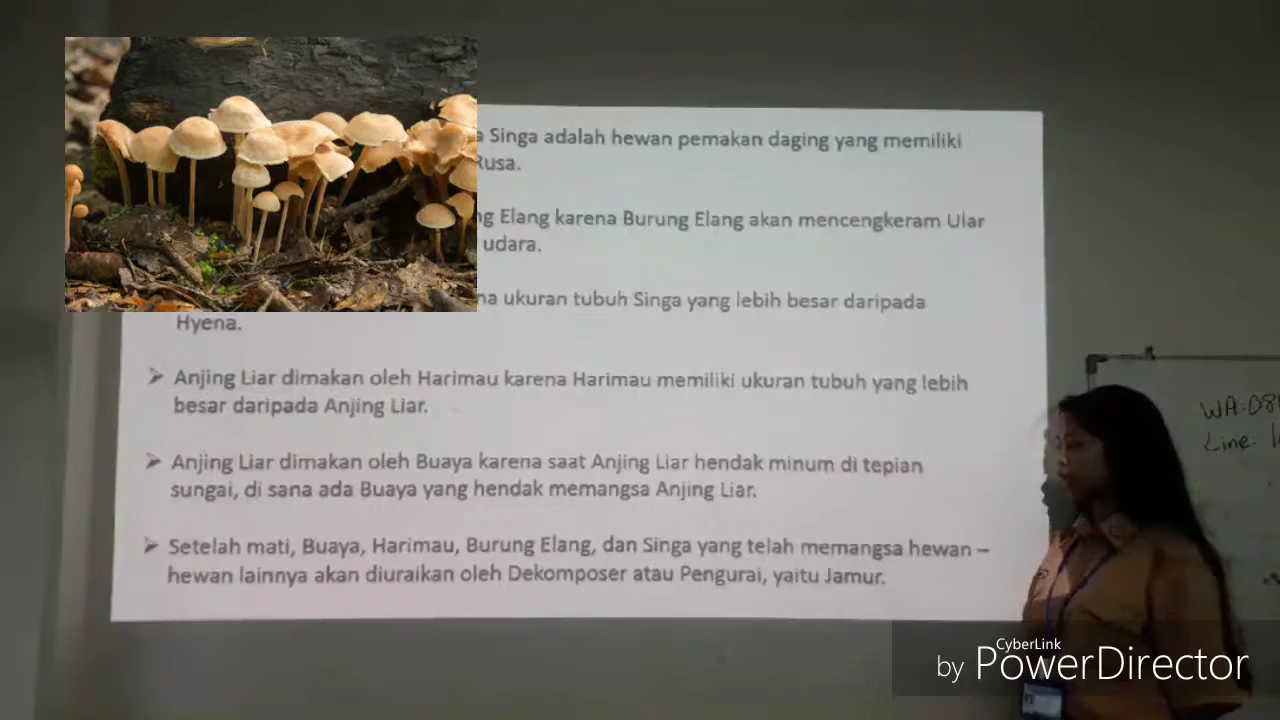 Singa adalah hewan pemakan daging yang memiliki
Rusa.
Elang karena Burung Elang akan mencengkeram Ular
udara.
ukuran tubuh Singa yang lebih besar daripada
Hyena.
➢ Anjing Liar dimakan oleh Harimau karena Harimau memiliki ukuran tubuh yang lebih
besar daripada Anjing Liar.
➢ Anjing Liar dimakan oleh Buaya karena saat Anjing Liar hendak minum di tepian
sungai, di sana ada Buaya yang hendak memangsa Anjing Liar.
➢ Setelah mati, Buaya, Harimau, Burung Elang, dan Singa yang telah memangsa hewan –
hewan lainnya akan diuraikan oleh Dekomposer atau Pengurai, yaitu Jamur.
WA:08
Line:
CyberLink
by PowerDirector